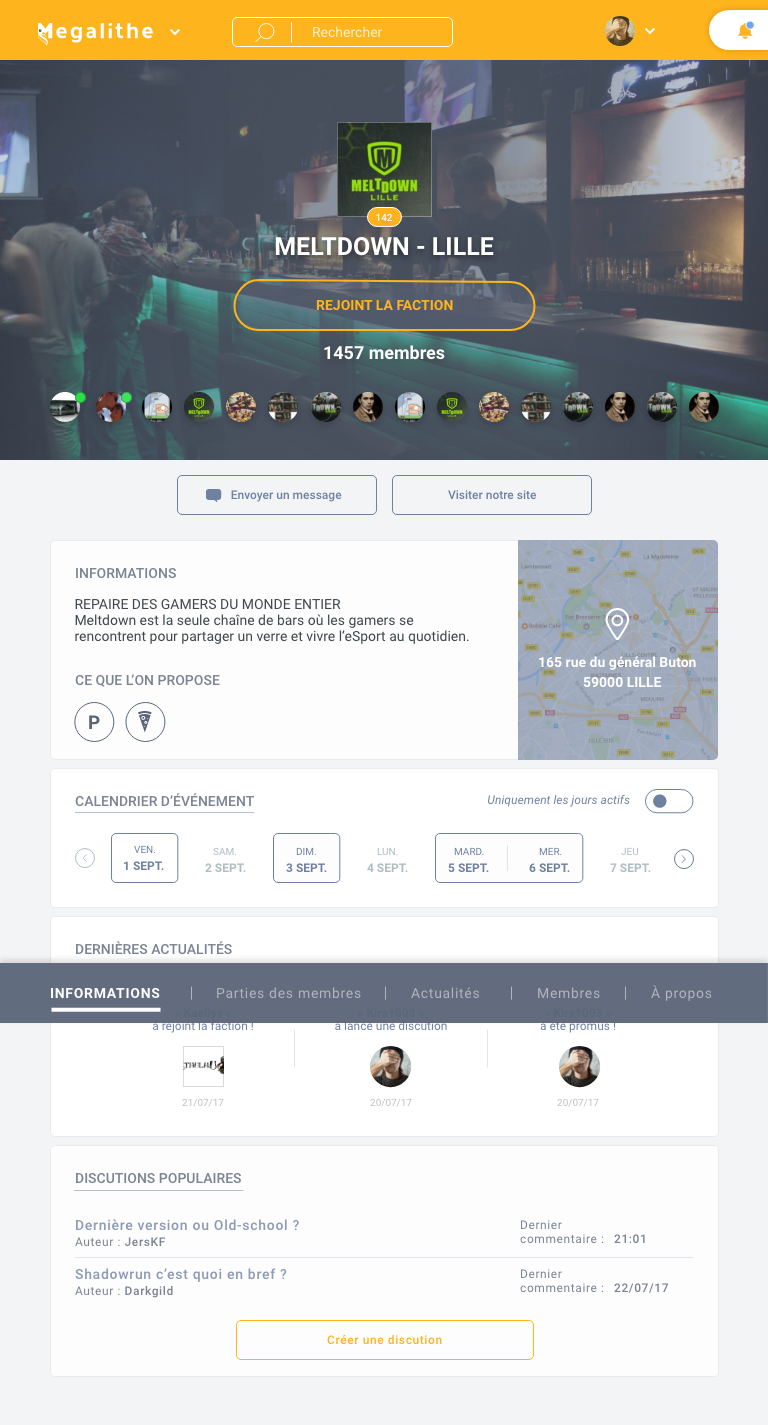 Megalithe
Rechercher
MELTDOWN
LILLE
142
MELTDOWN - LILLE
REJOINT LA FACTION
1457 membres
Envoyer un message
Visiter notre site
INFORMATIONS
REPAIRE DES GAMERS DU MONDE ENTIER
Meltdown est la seule chaîne de bars où les gamers se
rencontrent pour partager un verre et vivre l’eSport au quotidien.
CE QUE L’ON PROPOSE
P
165 rue du général Buton
59000 LILLE
CALENDRIER D’ÉVÉNEMENT
Uniquement les jours actifs
VEN.
1 SEPT.
SAM.
2 SEPT.
DIM.
3 SEPT.
LUN.
4 SEPT.
MARD.
5 SEPT.
MER.
6 SEPT.
JEU
7 SEPT.
DERNIÈRES ACTUALITÉS
INFORMATIONS
Parties des membres
Actualités
Membres
À propos
a rejoint la faction !
a lancé une discution
a été promus !
21/07/17
20/07/17
20/07/17
DISCUTIONS POPULAIRES
Dernière version ou Old-school ?
Auteur : JersKF
Dernier
commentaire : 21:01
Shadowrun c’est quoi en bref ?
Auteur : Darkgild
Dernier
commentaire : 22/07/17
Créer une discution